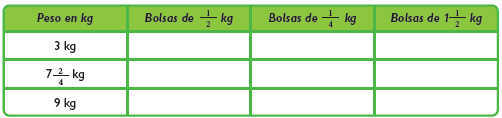 Peso en kg Bolsas de 1/2 kg Bolsas de 1/4 kg Bolsas de 1 1/2 kg
3 kg
7 2/4 kg
9 kg